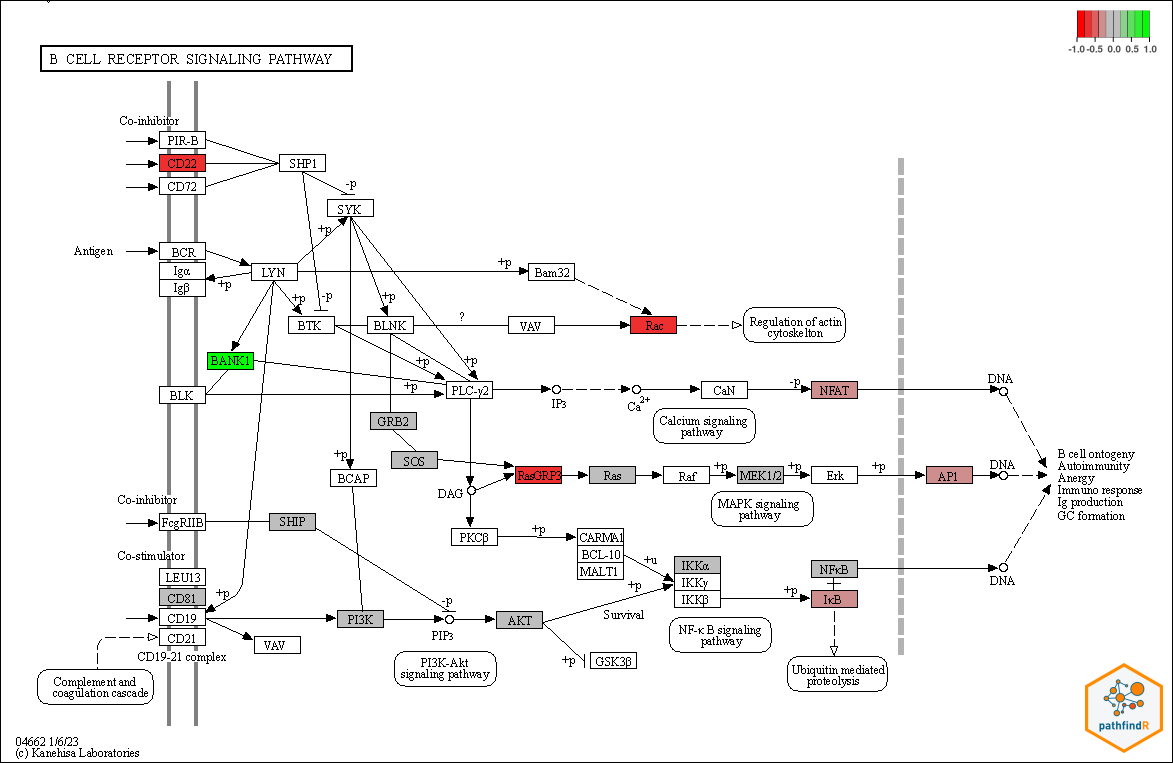 B CELL RECEPTOR SIGNALING PATHWAY
-1.0 -0.5 0.0 0.5 1.0
Co-inhibitor
PIR-B
CD22
CD72
SHP1
-p
SYK
+p
Antigen
BCR
Igα
Igβ
+p
LYN
+p
Bam32
+p
-p
+p
BTK
BLNK
?
VAV
Rac
Regulation of actin
cytoskelton
BANK1
+p
+p
BLK
+p
PLC-γ2
IP3
Ca2+
CaN
-p
NFAT
DNA
Calcium signaling
pathway
GRB2
SOS
+p
BCAP
DAG
RasGRP3
Ras
Raf
+p
MEK1/2
+p
Erk
+p
AP1
DNA
MAPK signaling
pathway
B cell ontogeny
Autoimmunity
Anergy
Immuno response
Ig production
GC formation
Co-inhibitor
FcgRIIB
SHIP
PKCβ
+p
CARMA1
BCL-10
MALT1
+u
+p
IKKα
IKKγ
IKKβ
+p
NFκB
IκB
DNA
Co-stimulator
LEU13
CD81
CD19
CD21
+p
CD19-21 complex
VAV
PI3K
-p
PIP3
AKT
Survival
+p
GSK3β
PI3K-Akt
signaling pathway
NF-κ B signaling
pathway
Ubiquitin mediated
proteolysis
Complement and
coagulation cascade
04662 1/6/23
(c) Kanehisa Laboratories
pathfindR